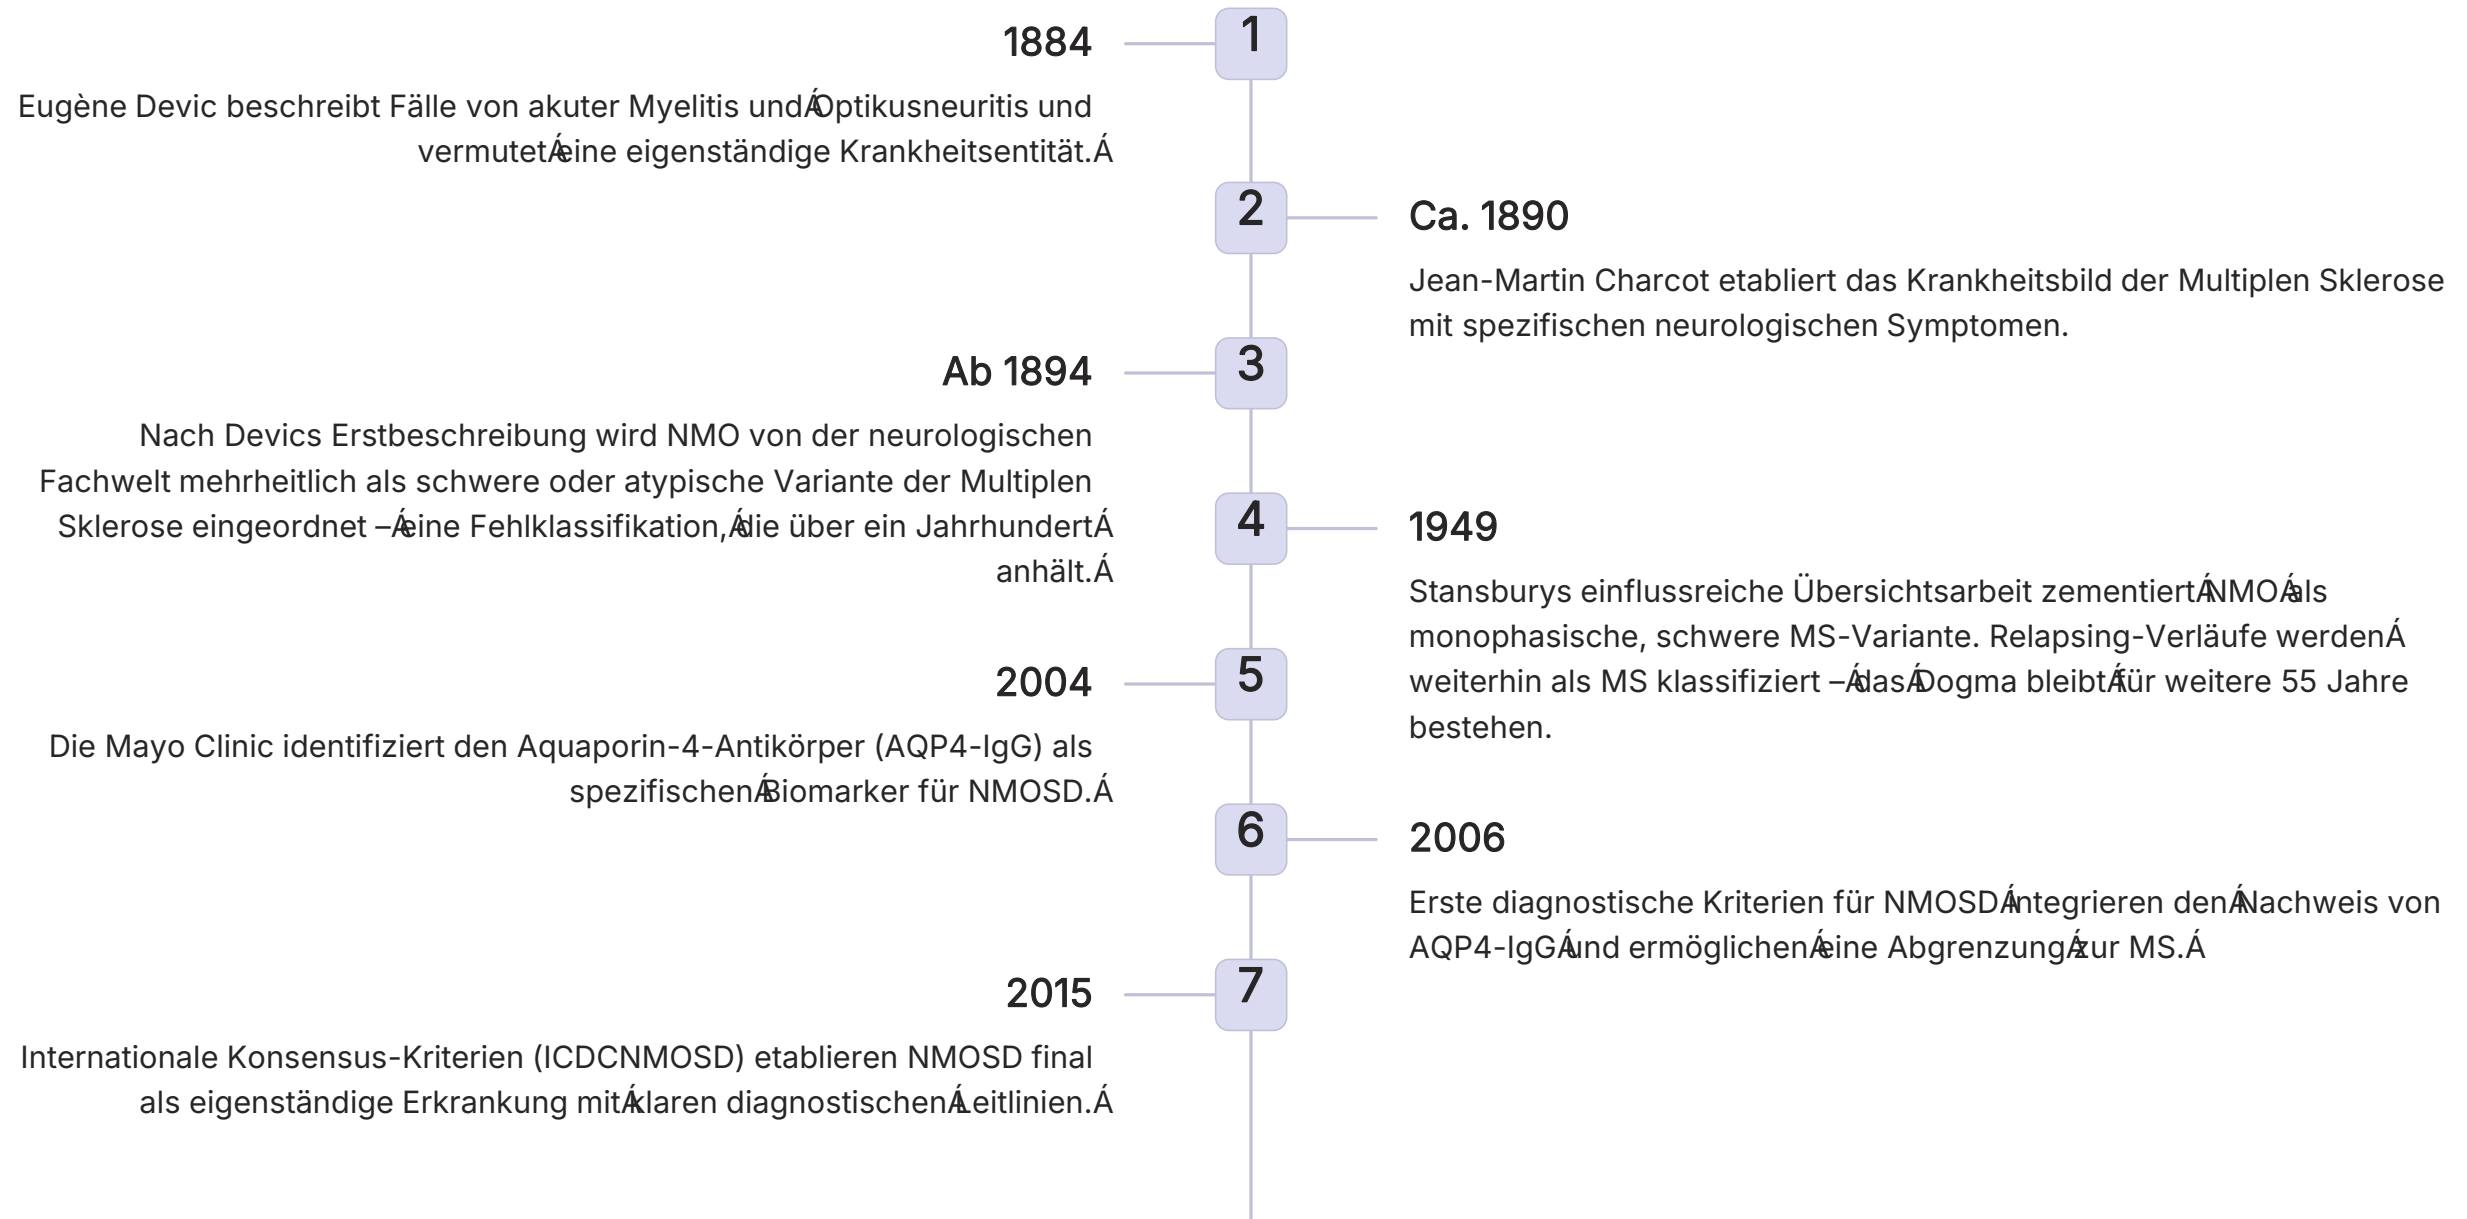 1
1884
Eugène Devic beschreibt Fälle von akuter Myelitis undÁOptikusneuritis und
vermutetÁeine eigenständige Krankheitsentität.Á
2
Ca. 1890
Jean-Martin Charcot etabliert das Krankheitsbild der Multiplen Sklerose
mit spezifischen neurologischen Symptomen.
3
Ab 1894
Nach Devics Erstbeschreibung wird NMO von der neurologischen
Fachwelt mehrheitlich als schwere oder atypische Variante der Multiplen
Sklerose eingeordnet –Áeine Fehlklassifikation,Ádie über ein JahrhundertÁ
anhält.Á
4
1949
Stansburys einflussreiche Übersichtsarbeit zementiertÁNMOÁals
monophasische, schwere MS-Variante. Relapsing-Verläufe werdenÁ
weiterhin als MS klassifiziert –ÁdasÁDogma bleibtÁfür weitere 55 Jahre
bestehen.
5
2004
Die Mayo Clinic identifiziert den Aquaporin-4-Antikörper (AQP4-IgG) als
spezifischenÁBiomarker für NMOSD.Á
6
2006
Erste diagnostische Kriterien für NMOSDÁintegrieren denÁNachweis von
AQP4-IgGÁund ermöglichenÁeine AbgrenzungÁzur MS.Á
7
2015
Internationale Konsensus-Kriterien (ICDCNMOSD) etablieren NMOSD final
als eigenständige Erkrankung mitÁklaren diagnostischenÁLeitlinien.Á